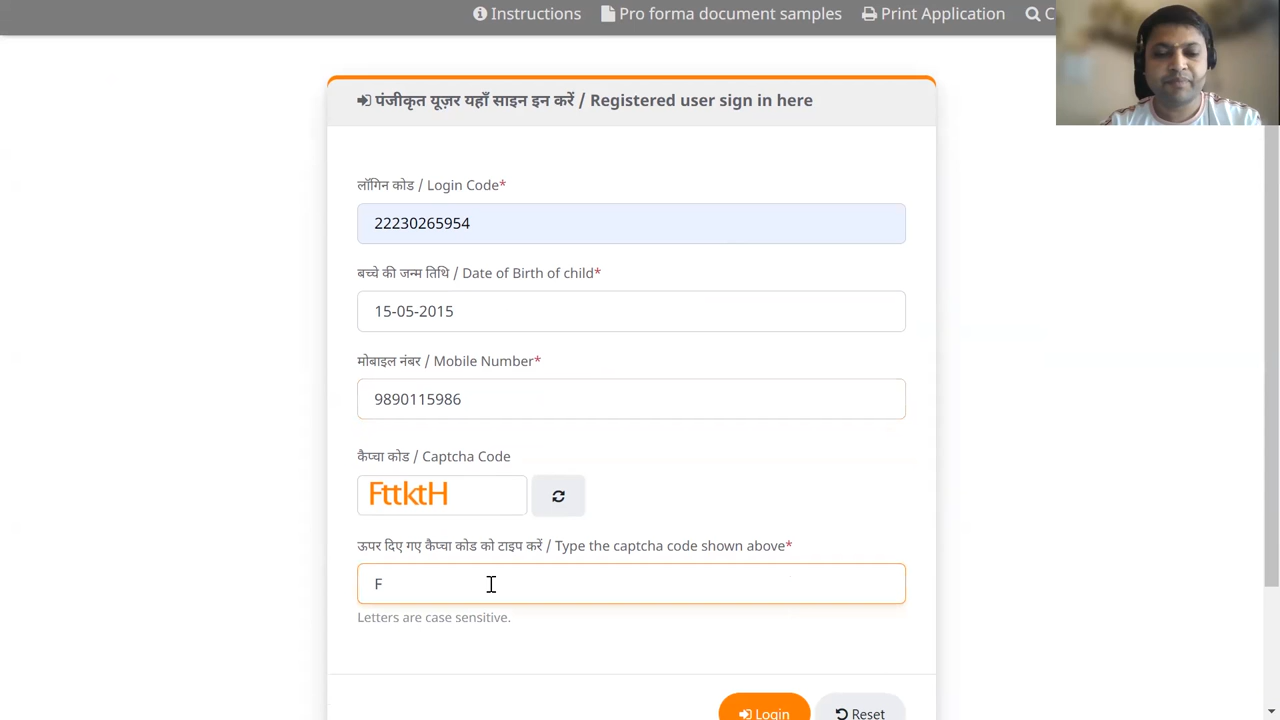 Instructions Pro forma document samples Print Application
पंजीकृत यूज़र यहाँ साइन इन करें / Registered user sign in here
लॉगिन कोड / Login Code*
22230265954
बच्चे की जन्म तिथि / Date of Birth of child*
15-05-2015
मोबाइल नंबर / Mobile Number*
9890115986
कैप्चा कोड / Captcha Code
FttktH
ऊपर दिए गए कैप्चा कोड को टाइप करें / Type the captcha code shown above*
F
Letters are case sensitive.
Login Reset